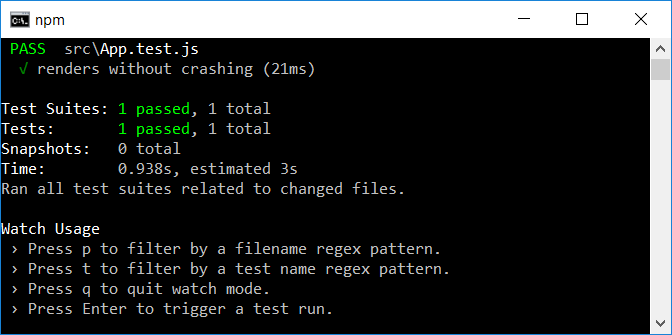 npm
PASS src\App.test.js
√ renders without crashing (21ms)
Test Suites: 1 passed, 1 total
Tests: 1 passed, 1 total
Snapshots: 0 total
Time: 0.938s, estimated 3s
Ran all test suites related to changed files.
Watch Usage
› Press p to filter by a filename regex pattern.
› Press t to filter by a test name regex pattern.
› Press q to quit watch mode.
› Press Enter to trigger a test run.